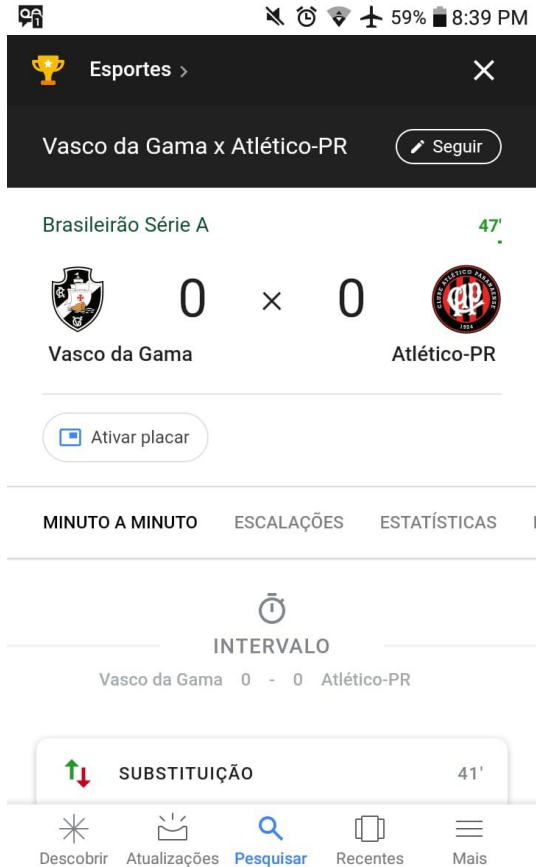 59% 8:39 PM
Esportes >
Vasco da Gama x Atlético-PR
Seguir
Brasileirão Série A
47'
0 × 0
Vasco da Gama
Atlético-PR
Ativar placar
MINUTO A MINUTO ESCALAÇÕES ESTATÍSTICAS
INTERVALO
Vasco da Gama 0 - 0 Atlético-PR
SUBSTITUIÇÃO 41'
Descobrir Atualizações Pesquisar Recentes Mais